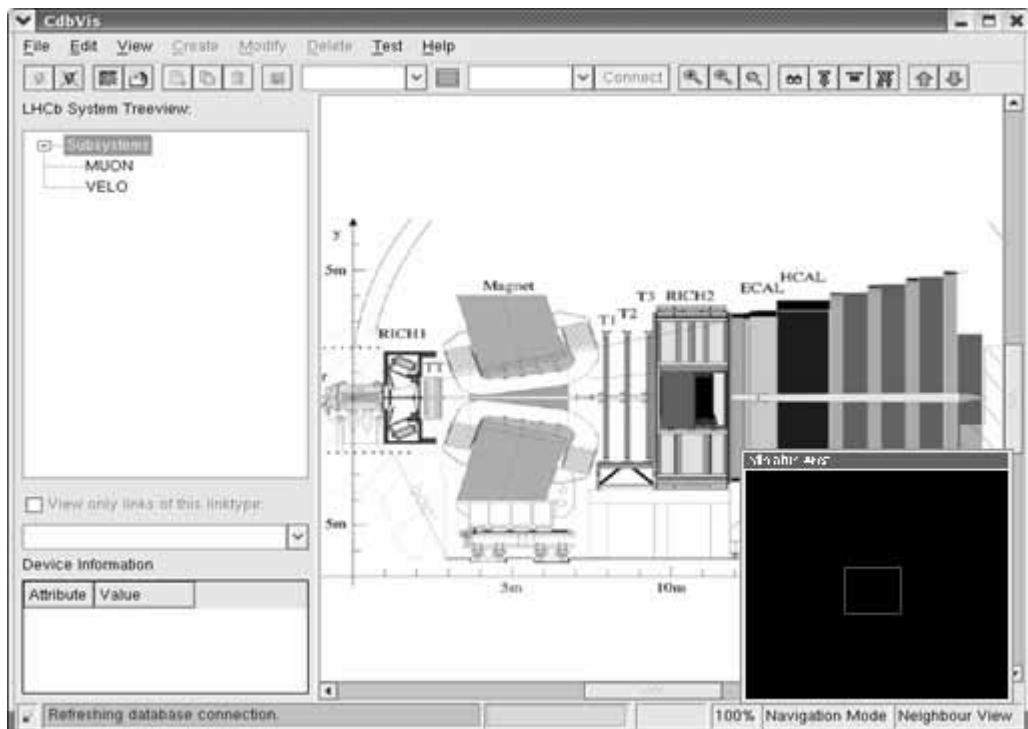 CdbVis
File Edit View Create Modify Delete Test Help
Connect
LHCb System Treeview:
Subsystems
MUON
VELO
View only links of this linktype:
Device Information
Attribute Value
y
5m
Magnet
RICH1
TT
T1
T2
T3
RICH2
ECAL
HCAL
5m
5m
10m
Refreshing database connection.
100% Navigation Mode Neighbour View